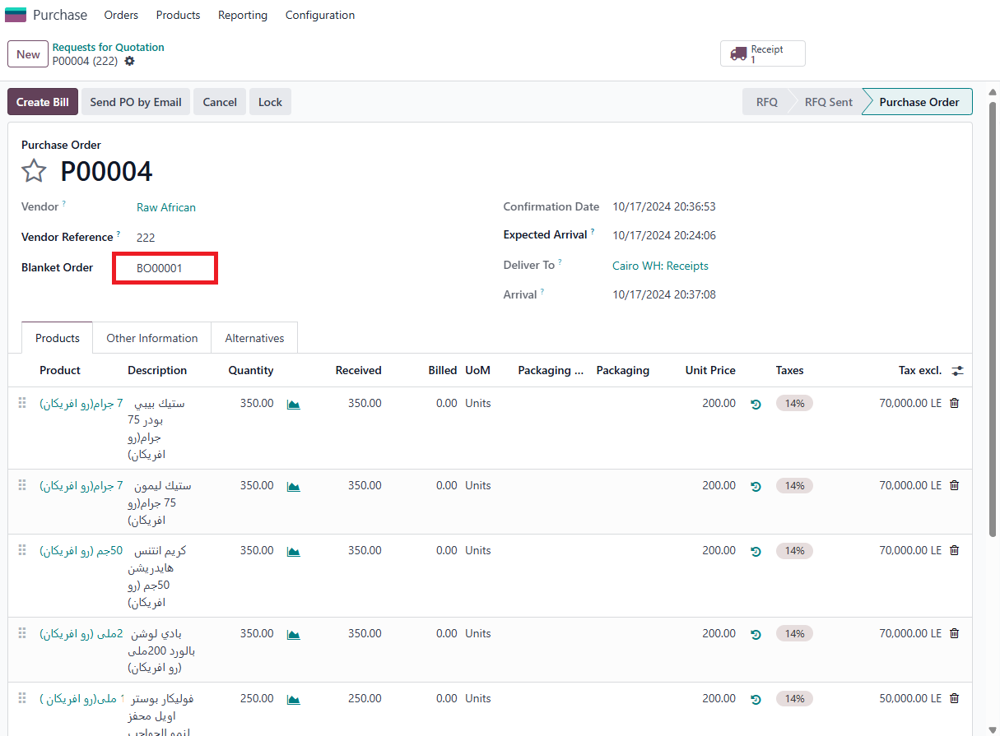 Purchase Orders Products Reporting Configuration
New
Requests for Quotation
P00004 (222)
Receipt
1
Create Bill Send PO by Email Cancel Lock
RFQ RFQ Sent Purchase Order
Purchase Order
P00004
Vendor ? Raw African
Vendor Reference ? 222
Blanket Order BO00001
Confirmation Date 10/17/2024 20:36:53
Expected Arrival ? 10/17/2024 20:24:06
Deliver To ? Cairo WH: Receipts
Arrival ? 10/17/2024 20:37:08
Products Other Information Alternatives
Product Description Quantity Received Billed UoM Packaging ... Packaging Unit Price Taxes Tax excl.
7 جرام(رو افريكان) ستيك بيبي 350.00 350.00 0.00 Units 200.00 14% 70,000.00 LE
بودر 75
جرام(رو
افريكان)
7 جرام(رو افريكان) ستيك ليمون 350.00 350.00 0.00 Units 200.00 14% 70,000.00 LE
75 جرام(رو
افريكان)
50جم (رو افريكان) كريم انتنس 350.00 350.00 0.00 Units 200.00 14% 70,000.00 LE
هايدريشن
50جم (رو
افريكان)
2ملى (رو افريكان) بادي لوشن 350.00 350.00 0.00 Units 200.00 14% 70,000.00 LE
بالورد 200ملى
(رو افريكان)
1 ملى(رو افريكان ) فوليكار بوستر 250.00 250.00 0.00 Units 200.00 14% 50,000.00 LE
اويل محفز
لنمو الحواجب